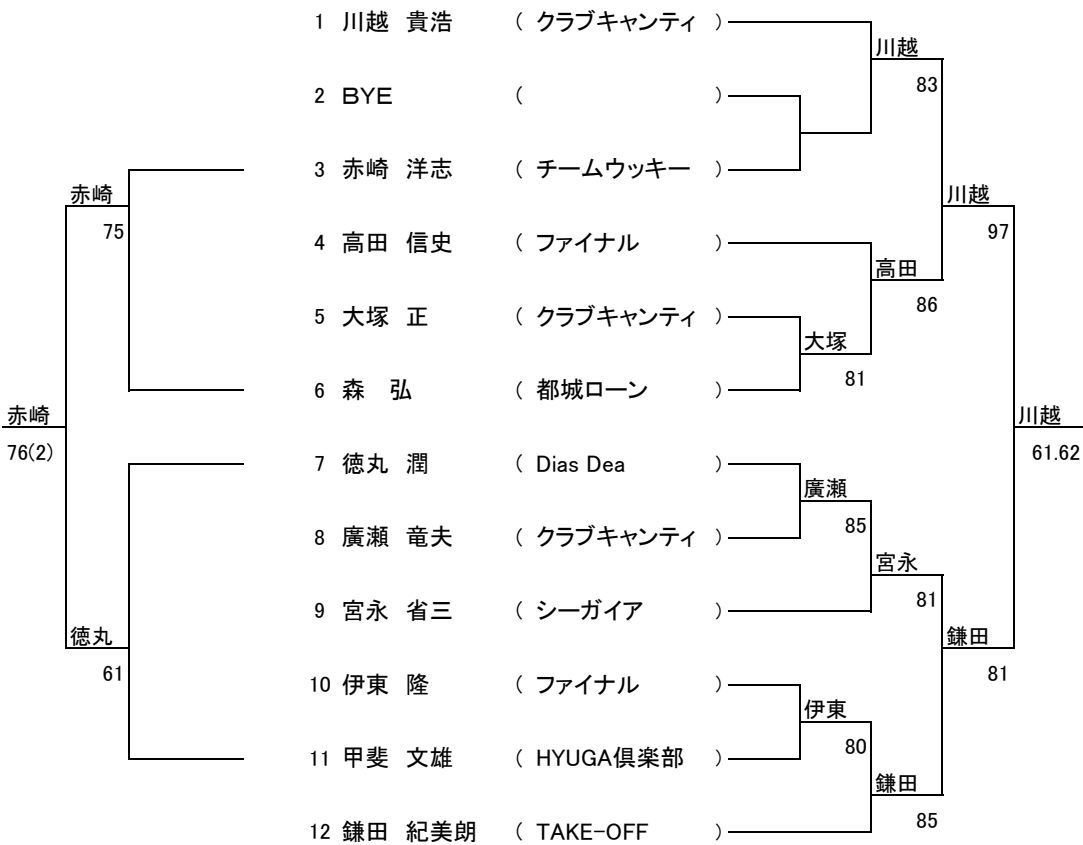 1 川越 貴浩 ( クラブキャンティ )
川越
83
2 BYE ( )
3 赤崎 洋志 ( チームウッキー )
赤崎
75
川越
97
4 高田 信史 ( ファイナル )
高田
86
5 大塚 正 ( クラブキャンティ )
大塚
81
6 森 弘 ( 都城ローン )
赤崎
76(2)
川越
61.62
7 徳丸 潤 ( Dias Dea )
廣瀬
85
8 廣瀬 竜夫 ( クラブキャンティ )
宮永
81
9 宮永 省三 ( シーガイア )
徳丸
61
鎌田
81
10 伊東 隆 ( ファイナル )
伊東
80
11 甲斐 文雄 ( HYUGA倶楽部 )
鎌田
85
12 鎌田 紀美朗 ( TAKE-OFF )